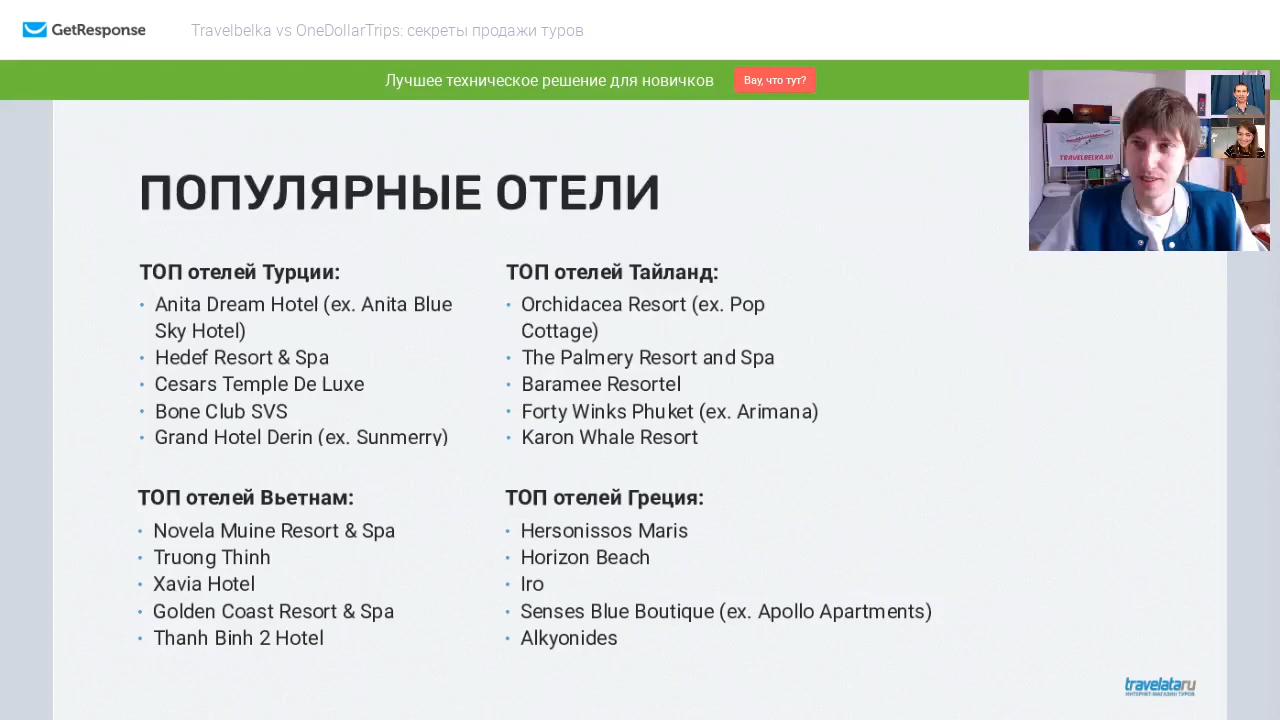 GetResponse
Travelbelka vs OneDollarTrips: секреты продажи туров
Лучшее техническое решение для новичков
Вау, что тут?
TRAVELBELKA.RU
ПОПУЛЯРНЫЕ ОТЕЛИ
ТОП отелей Турции:
• Anita Dream Hotel (ex. Anita Blue
Sky Hotel)
• Hedef Resort & Spa
• Cesars Temple De Luxe
• Bone Club SVS
• Grand Hotel Derin (ex. Sunmerry)
ТОП отелей Тайланд:
• Orchidacea Resort (ex. Pop
Cottage)
• The Palmery Resort and Spa
• Baramee Resortel
• Forty Winks Phuket (ex. Arimana)
• Karon Whale Resort
ТОП отелей Вьетнам:
• Novela Muine Resort & Spa
• Truong Thinh
• Xavia Hotel
• Golden Coast Resort & Spa
• Thanh Binh 2 Hotel
ТОП отелей Греция:
• Hersonissos Maris
• Horizon Beach
• Iro
• Senses Blue Boutique (ex. Apollo Apartments)
• Alkyonides
travelata.ru
ИНТЕРНЕТ-МАГАЗИН ТУРОВ